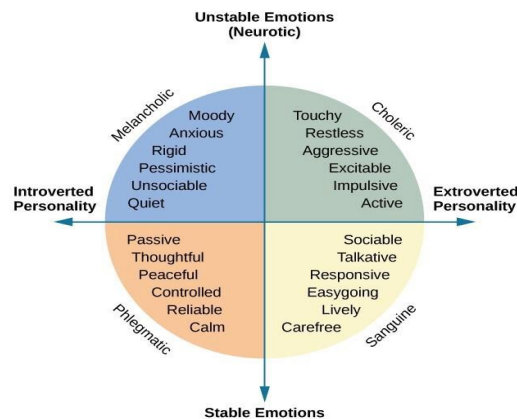 Unstable Emotions
(Neurotic)
Melancholic
Choleric
Moody
Anxious
Rigid
Pessimistic
Unsociable
Quiet
Touchy
Restless
Aggressive
Excitable
Impulsive
Active
Introverted
Personality
Extroverted
Personality
Passive
Thoughtful
Peaceful
Controlled
Reliable
Calm
Sociable
Talkative
Responsive
Easygoing
Lively
Carefree
Phlegmatic
Sanguine
Stable Emotions